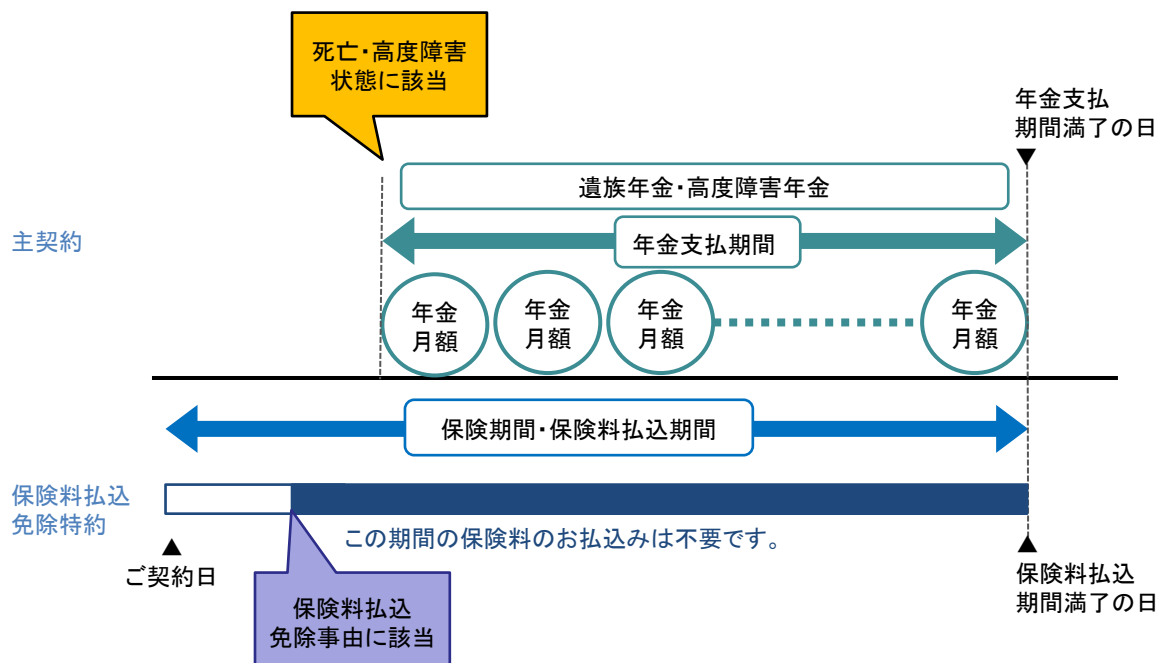 死亡・高度障害
状態に該当
年金支払
期間満了の日
▼
遺族年金・高度障害年金
主契約
年金支払期間
年金
月額
年金
月額
年金
月額
年金
月額
保険期間・保険料払込期間
保険料払込
免除特約
この期間の保険料のお払込みは不要です。
▲
ご契約日
▲
保険料払込
期間満了の日
保険料払込
免除事由に該当